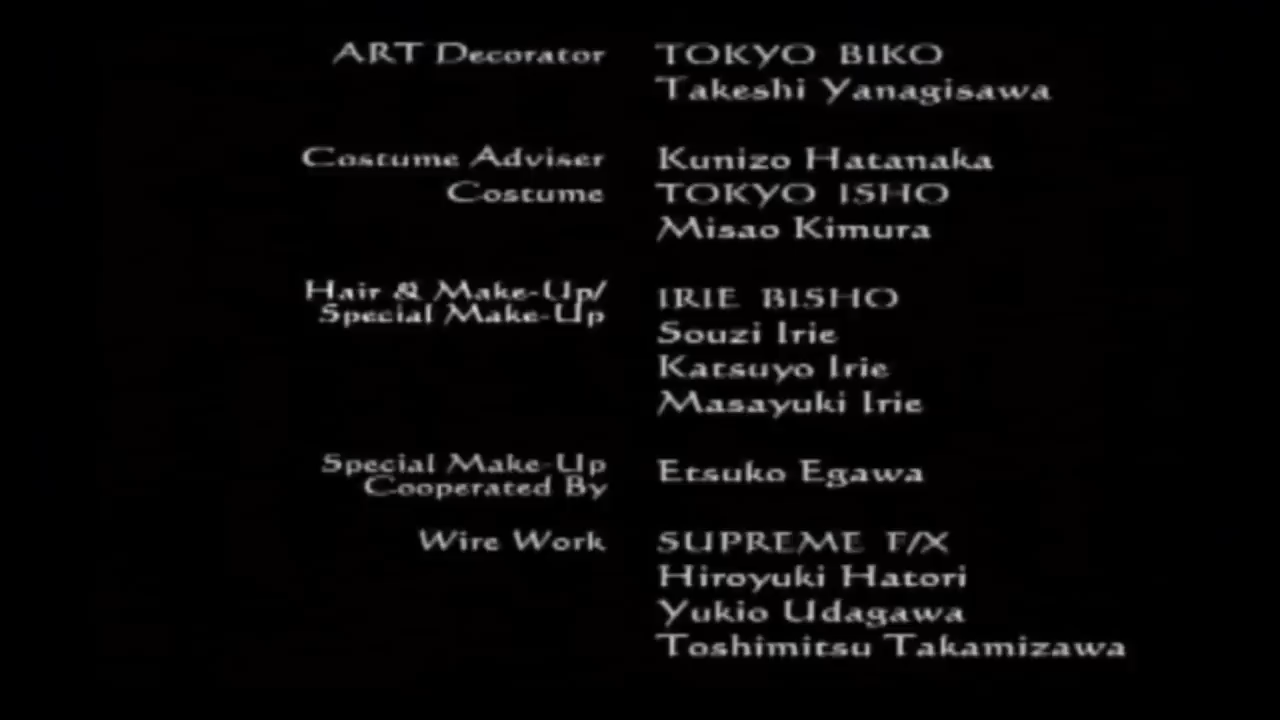 ART Decorator TOKYO BIKO
Takeshi Yanagisawa
Costume Adviser Kunizo Hatanaka
Costume TOKYO ISHO
Misao Kimura
Hair & Make-Up/
Special Make-Up IRIE BISHO
Souzi Irie
Katsuyo Irie
Masayuki Irie
Special Make-Up
Cooperated By Etsuko Egawa
Wire Work SUPREME F/X
Hiroyuki Hatori
Yukio Udagawa
Toshimitsu Takamizawa